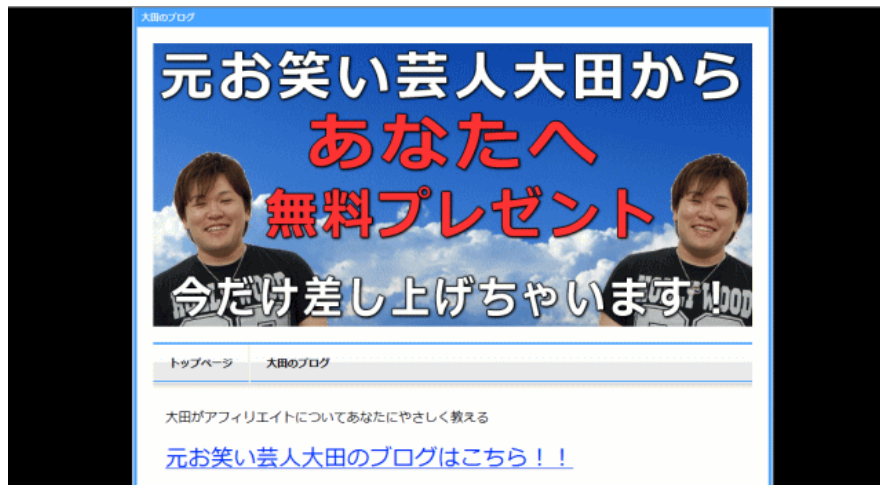 大田のブログ
元お笑い芸人大田から
あなたへ
無料プレゼント
今だけ差し上げちゃいます！
トップページ 大田のブログ
大田がアフィリエイトについてあなたにやさしく教える
元お笑い芸人大田のブログはこちら！！